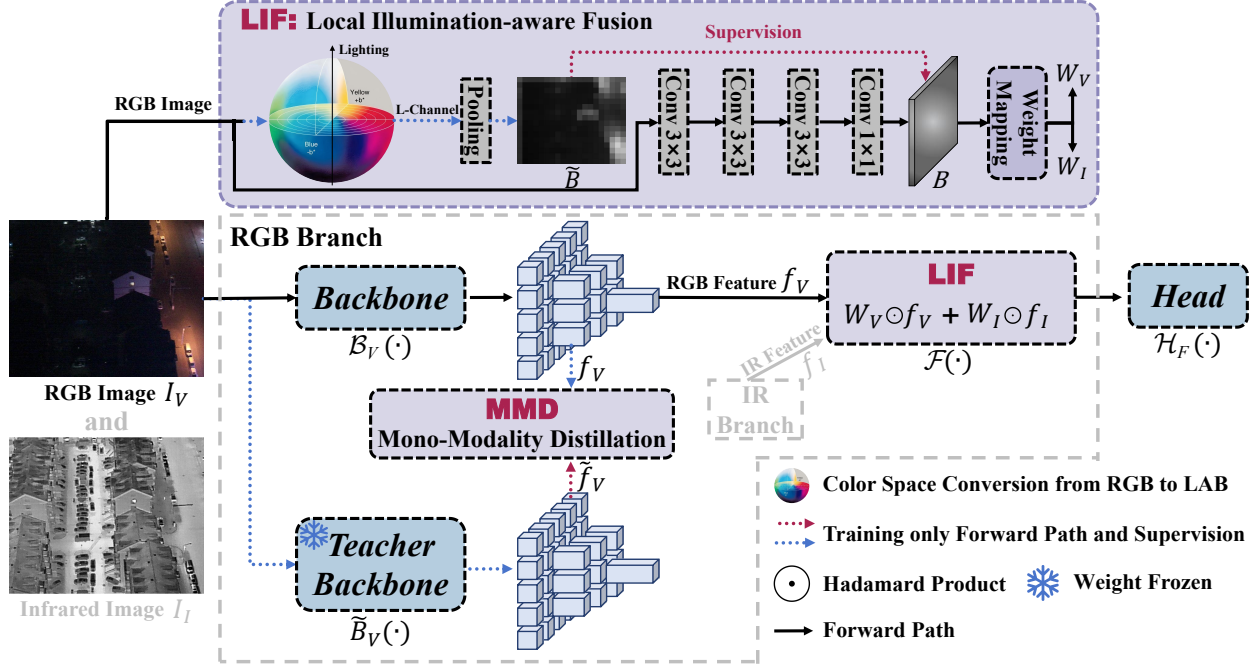 LIF: Local Illumination-aware Fusion
Lighting
Supervision
RGB Image
Yellow
+b*
Blue
-b*
L-Channel
Pooling
B̃
Conv 3×3
Conv 3×3
Conv 3×3
Conv 1×1
B
Weight
Mapping
W_V
W_I
RGB Branch
Backbone
ℬ_V(·)
RGB Feature f_V
LIF
W_V⊙f_V + W_I⊙f_I
ℱ(·)
Head
ℋ_F(·)
RGB Image I_V
and
Infrared Image I_I
f_V
MMD
Mono-Modality Distillation
f̃_V
IR Feature
f_I
IR
Branch
Teacher
Backbone
B̃_V(·)
Color Space Conversion from RGB to LAB
Training only Forward Path and Supervision
Hadamard Product
Weight Frozen
Forward Path